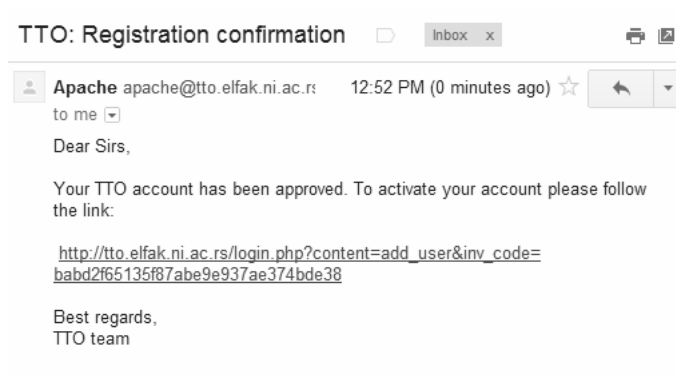 TTO: Registration confirmation Inbox x
Apache apache@tto.elfak.ni.ac.rs 12:52 PM (0 minutes ago)
to me
Dear Sirs,
Your TTO account has been approved. To activate your account please follow
the link:
http://tto.elfak.ni.ac.rs/login.php?content=add_user&inv_code=
babd2f65135f87abe9e937ae374bde38
Best regards,
TTO team